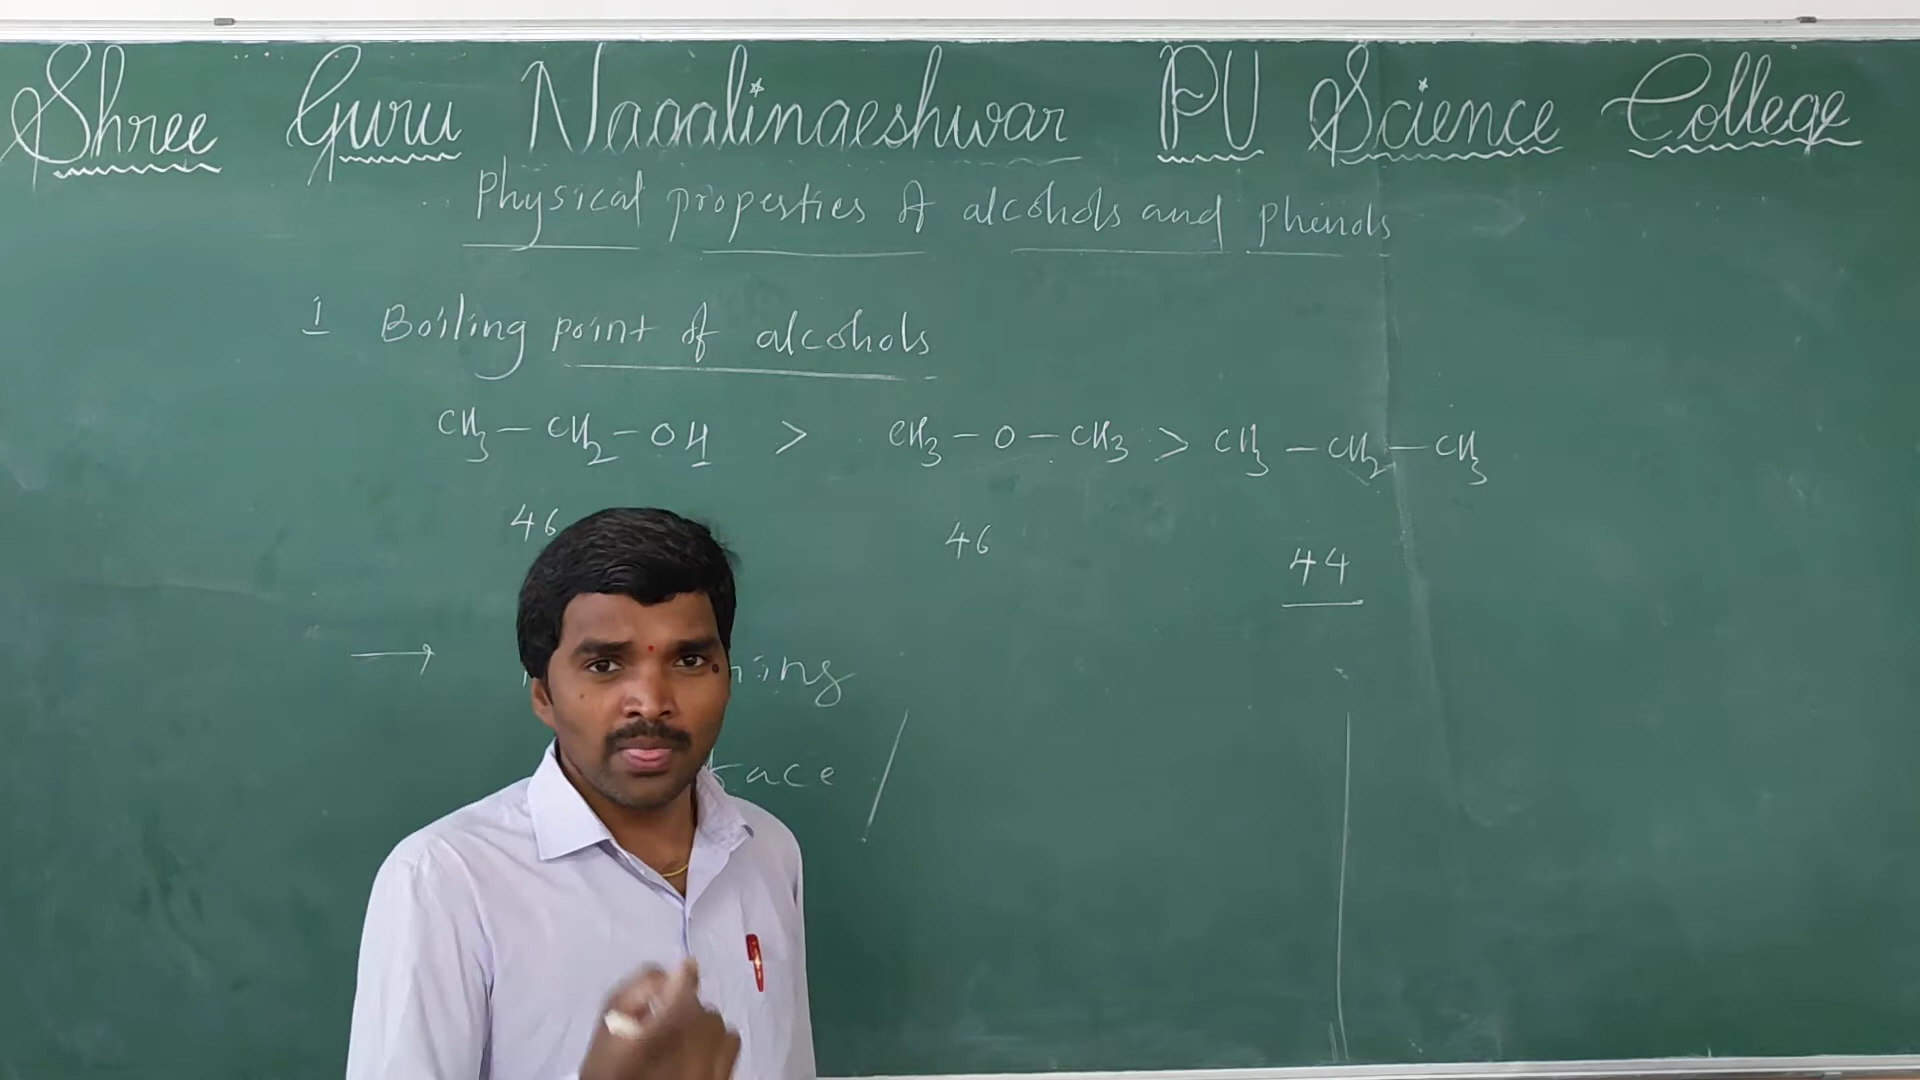 Shree Guru Nagalingeshwar PU Science College
Physical properties of alcohols and phenols
1 Boiling point of alcohols
CH3 – CH2 – OH > CH3 – O – CH3 > CH3 – CH2 – CH3
46 46 44
→